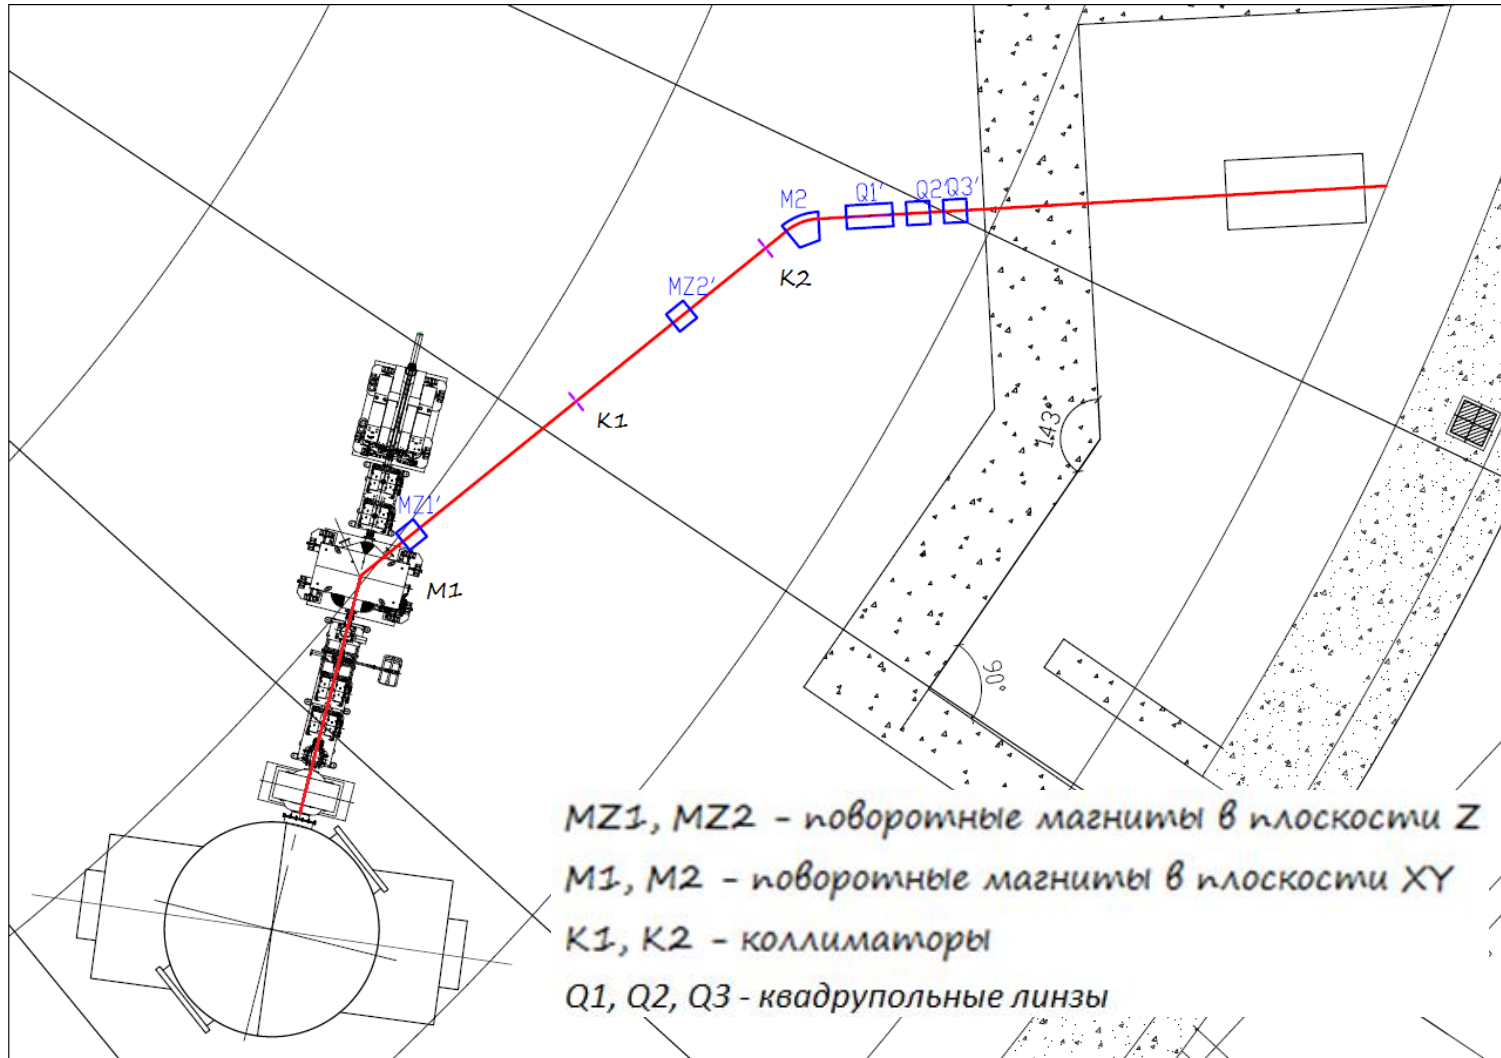 M2
Q1'
Q2'
Q3'
K2
MZ2'
K1
143
MZ1'
M1
90°
MZ1, MZ2 - поворотные магниты в плоскости Z
M1, M2 - поворотные магниты в плоскости XY
K1, K2 - коллиматоры
Q1, Q2, Q3 - квадрупольные линзы